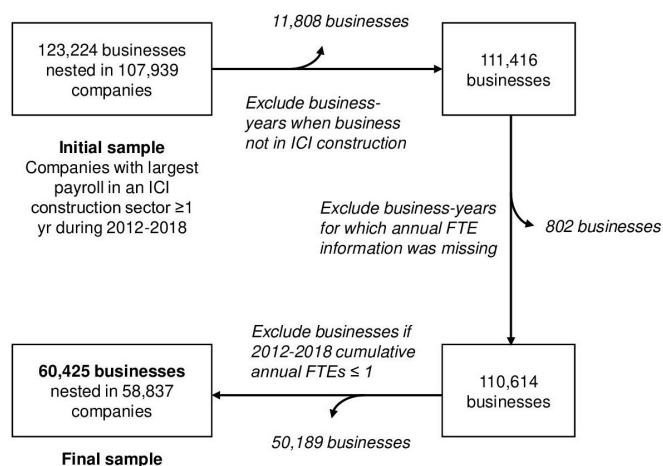 11,808 businesses
123,224 businesses
nested in 107,939
companies
111,416
businesses
Exclude business-
years when business
not in ICI construction
Initial sample
Companies with largest
payroll in an ICI
construction sector ≥1
yr during 2012-2018
Exclude business-years
for which annual FTE
information was missing
802 businesses
Exclude businesses if
2012-2018 cumulative
annual FTEs ≤ 1
60,425 businesses
nested in 58,837
companies
110,614
businesses
50,189 businesses
Final sample